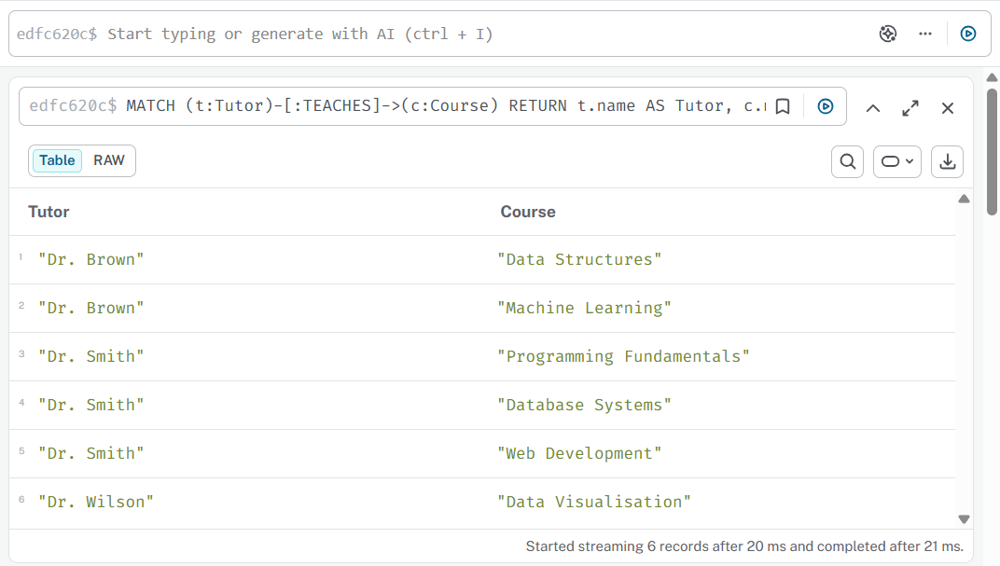 edfc620c$ Start typing or generate with AI (ctrl + I)
edfc620c$ MATCH (t:Tutor)-[:TEACHES]->(c:Course) RETURN t.name AS Tutor, c.
Table RAW
Tutor Course
1 "Dr. Brown" "Data Structures"
2 "Dr. Brown" "Machine Learning"
3 "Dr. Smith" "Programming Fundamentals"
4 "Dr. Smith" "Database Systems"
5 "Dr. Smith" "Web Development"
6 "Dr. Wilson" "Data Visualisation"
Started streaming 6 records after 20 ms and completed after 21 ms.